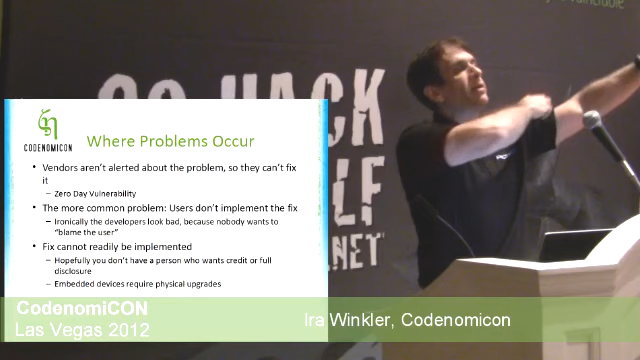 vulnerable
GO HACK
CODENOMICON
Where Problems Occur
• Vendors aren't alerted about the problem, so they can't fix
it
– Zero Day Vulnerability
• The more common problem: Users don't implement the fix
– Ironically the developers look bad, because nobody wants to
"blame the user"
• Fix cannot readily be implemented
– Hopefully you don't have a person who wants credit or full
disclosure
– Embedded devices require physical upgrades
CodenomiCON
Las Vegas 2012
Ira Winkler, Codenomicon